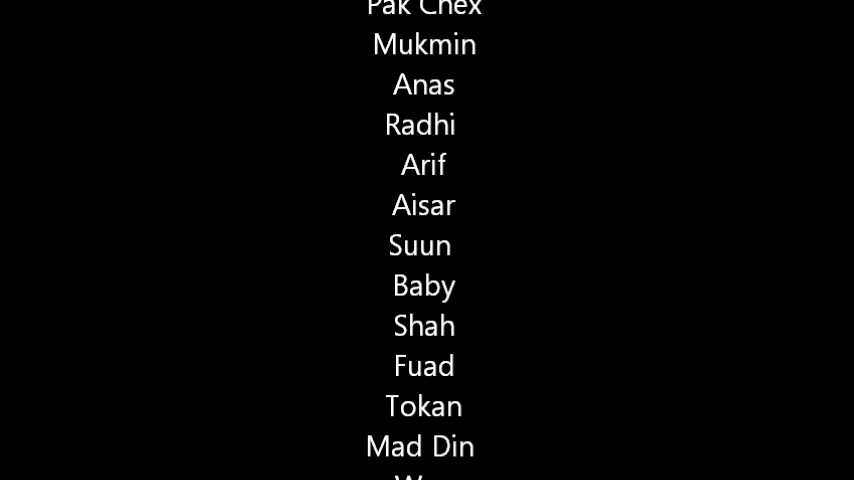 Pak Chex
Mukmin
Anas
Radhi
Arif
Aisar
Suun
Baby
Shah
Fuad
Tokan
Mad Din